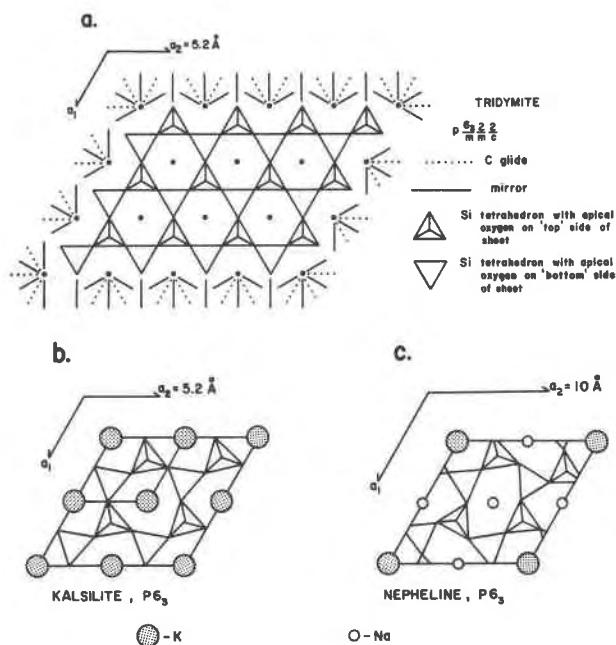 a.
a₂=5.2 Å
a₁
TRIDYMITE
p 6₃/m 2/m 2/c
C glide
mirror
Si tetrahedron with apical
oxygen on 'top' side of
sheet
Si tetrahedron with apical
oxygen on 'bottom' side
of sheet
b.
a₂=5.2 Å
a₁
KALSILITE , P6₃
c.
a₂=10 Å
a₁
NEPHELINE , P6₃
-K
-Na